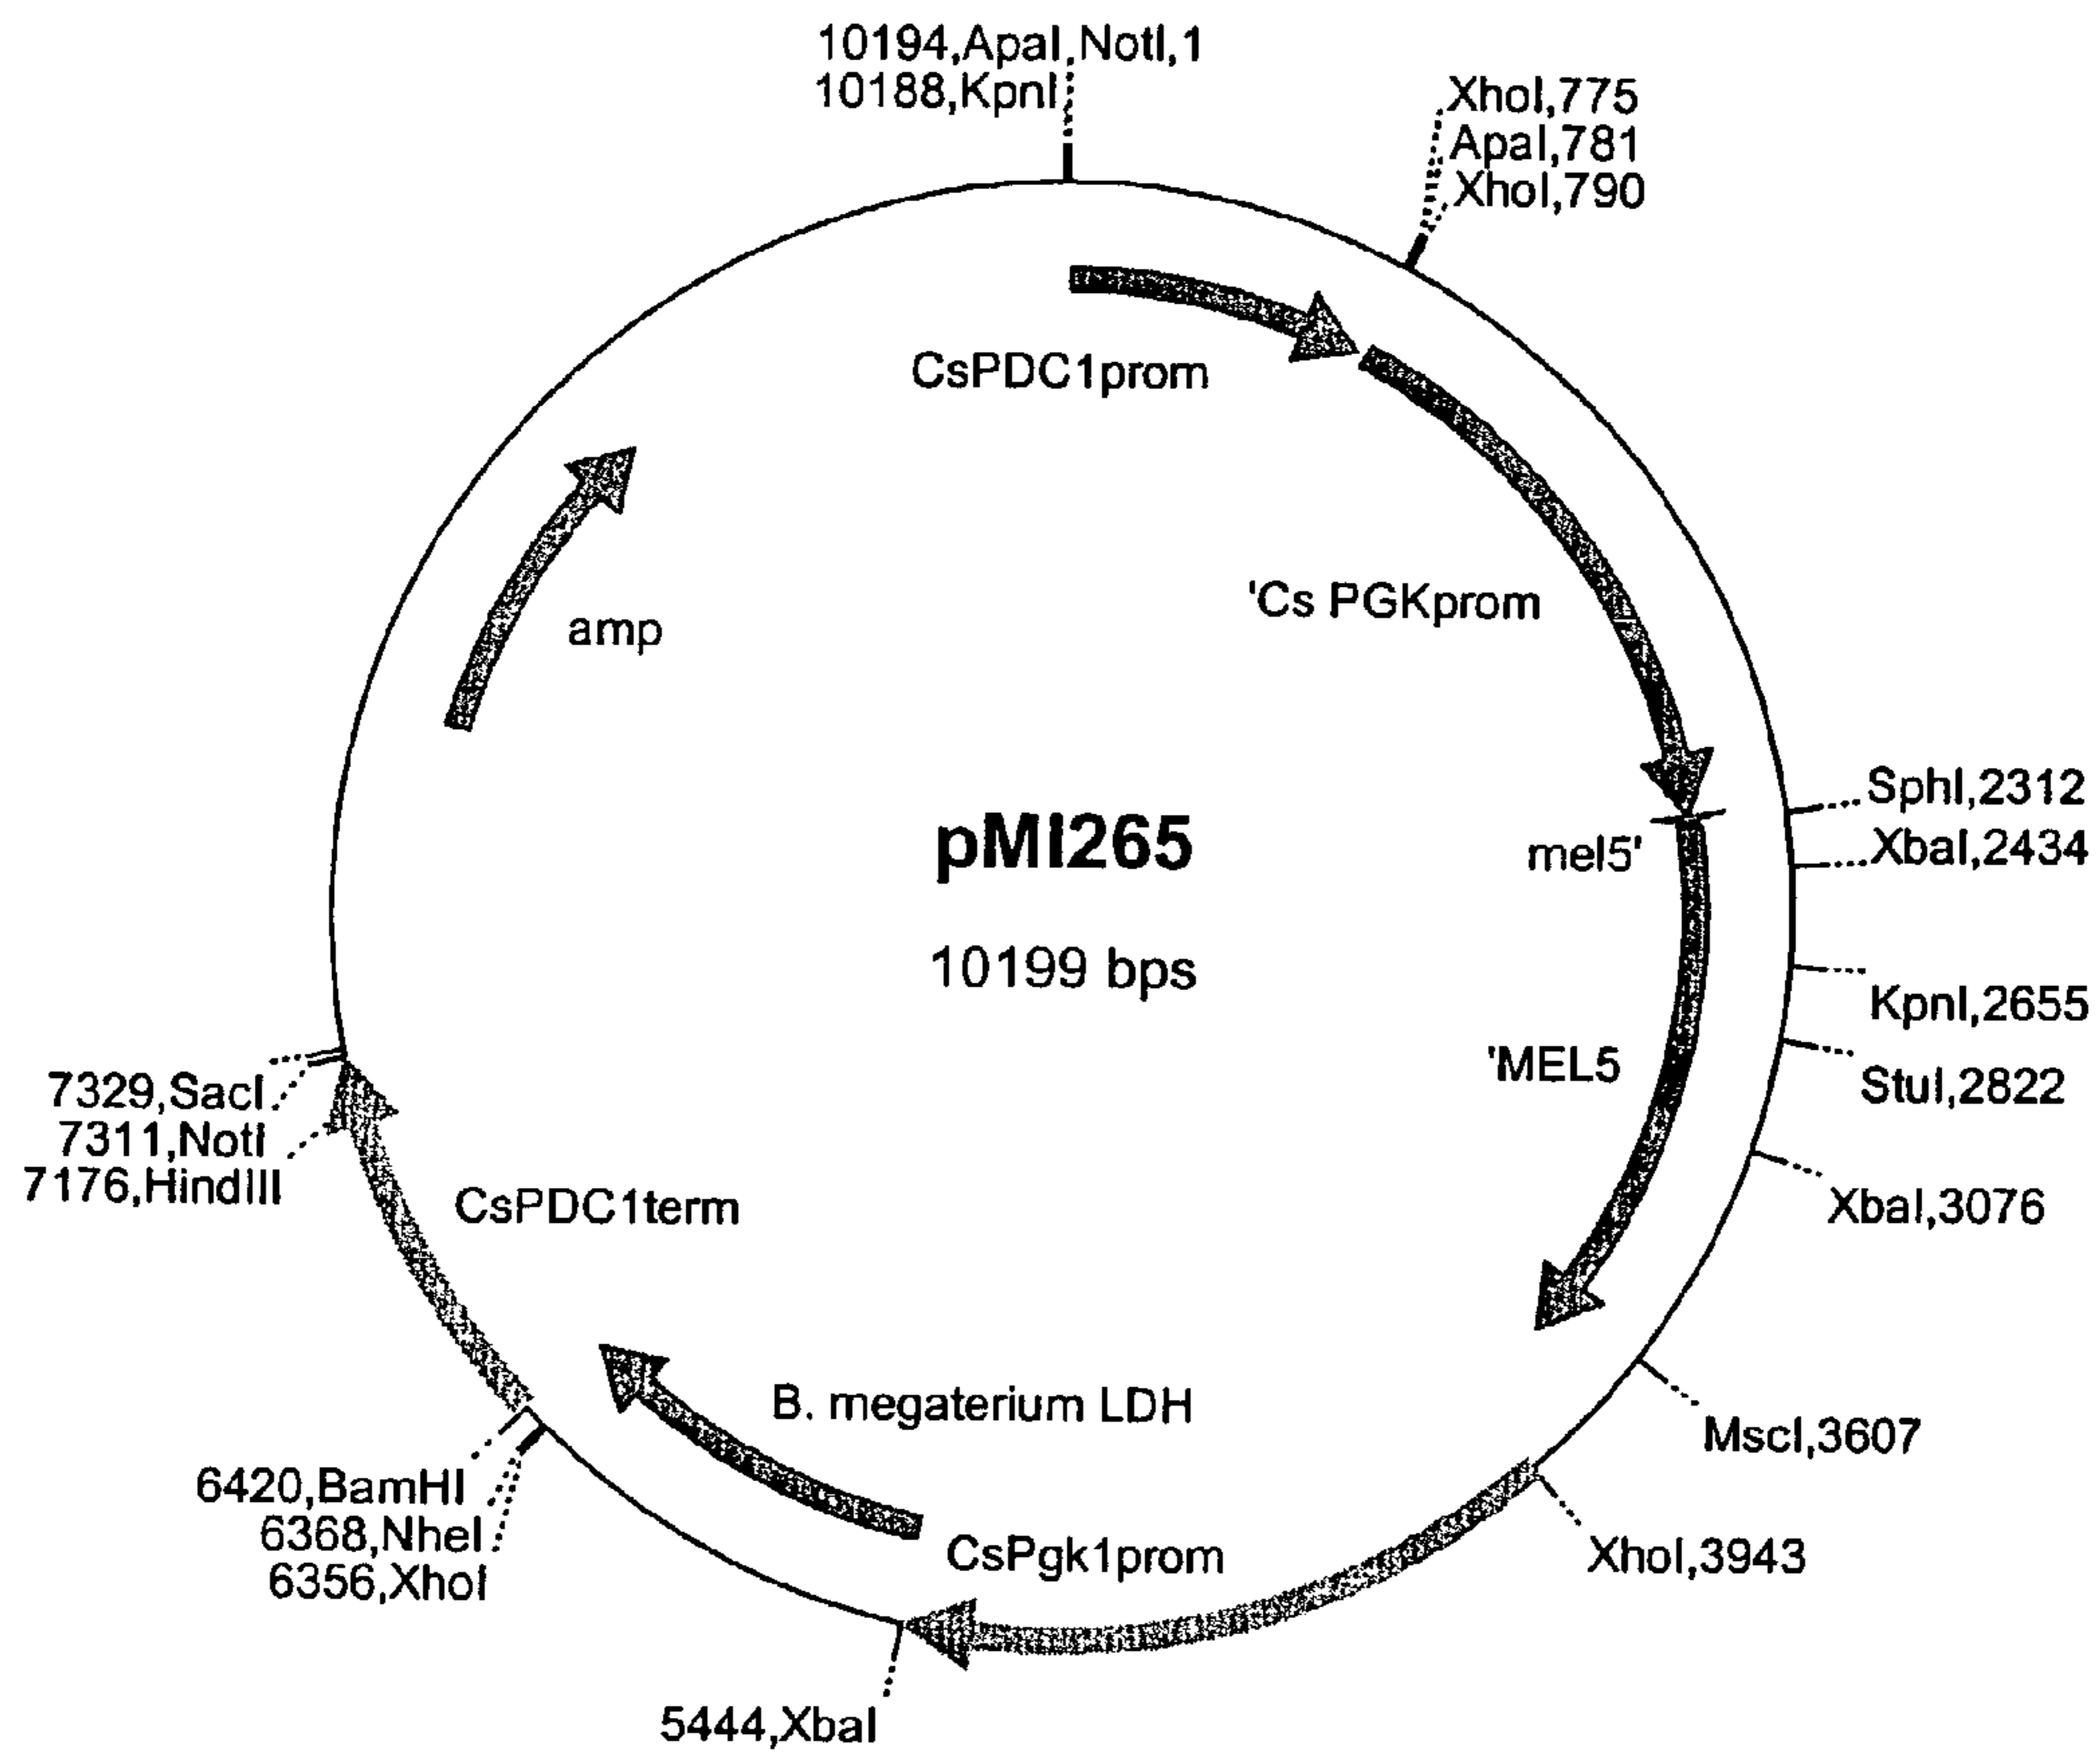 10194,ApaI,NotI,1
10188,KpnI
XhoI,775
ApaI,781
XhoI,790
CsPDC1prom
'Cs PGKprom
amp
SphI,2312
XbaI,2434
mel5'
pMI265
10199 bps
KpnI,2655
StuI,2822
'MEL5
7329,SacI
7311,NotI
7176,HindIII
CsPDC1term
XbaI,3076
B. megaterium LDH
MscI,3607
6420,BamHI
6368,NheI
6356,XhoI
CsPgk1prom
XhoI,3943
5444,XbaI